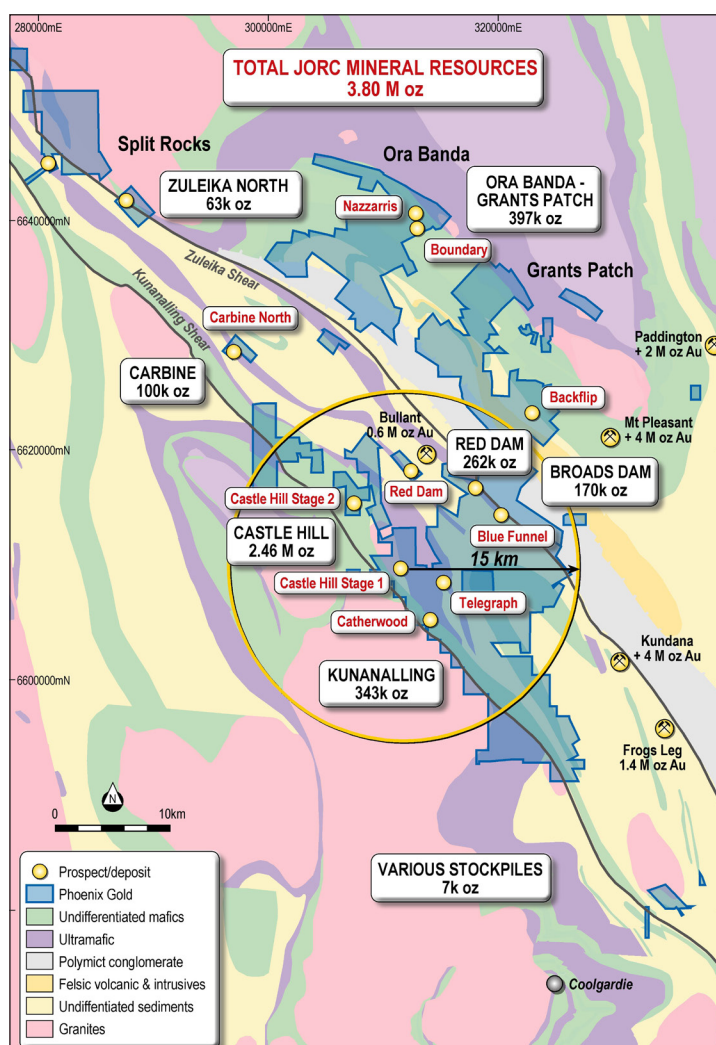 280000mE
300000mE
320000mE
TOTAL JORC MINERAL RESOURCES
3.80 M oz
Split Rocks
Ora Banda
ZULEIKA NORTH
63k oz
ORA BANDA -
GRANTS PATCH
397k oz
Nazzarris
6640000mN
Boundary
Zuleika Shear
Grants Patch
Kunanalling Shear
Carbine North
Paddington
+ 2 M oz Au
CARBINE
100k oz
Backflip
Bullant
0.6 M oz Au
Mt Pleasant
+ 4 M oz Au
6620000mN
RED DAM
262k oz
BROADS DAM
170k oz
Castle Hill Stage 2
Red Dam
CASTLE HILL
2.46 M oz
Blue Funnel
15 km
Castle Hill Stage 1
Telegraph
Catherwood
Kundana
+ 4 M oz Au
KUNANALLING
343k oz
6600000mN
Frogs Leg
1.4 M oz Au
N
0
10km
VARIOUS STOCKPILES
7k oz
Prospect/deposit
Phoenix Gold
Undifferentiated mafics
Ultramafic
Polymict conglomerate
Felsic volcanic & intrusives
Undiffentiated sediments
Granites
Coolgardie